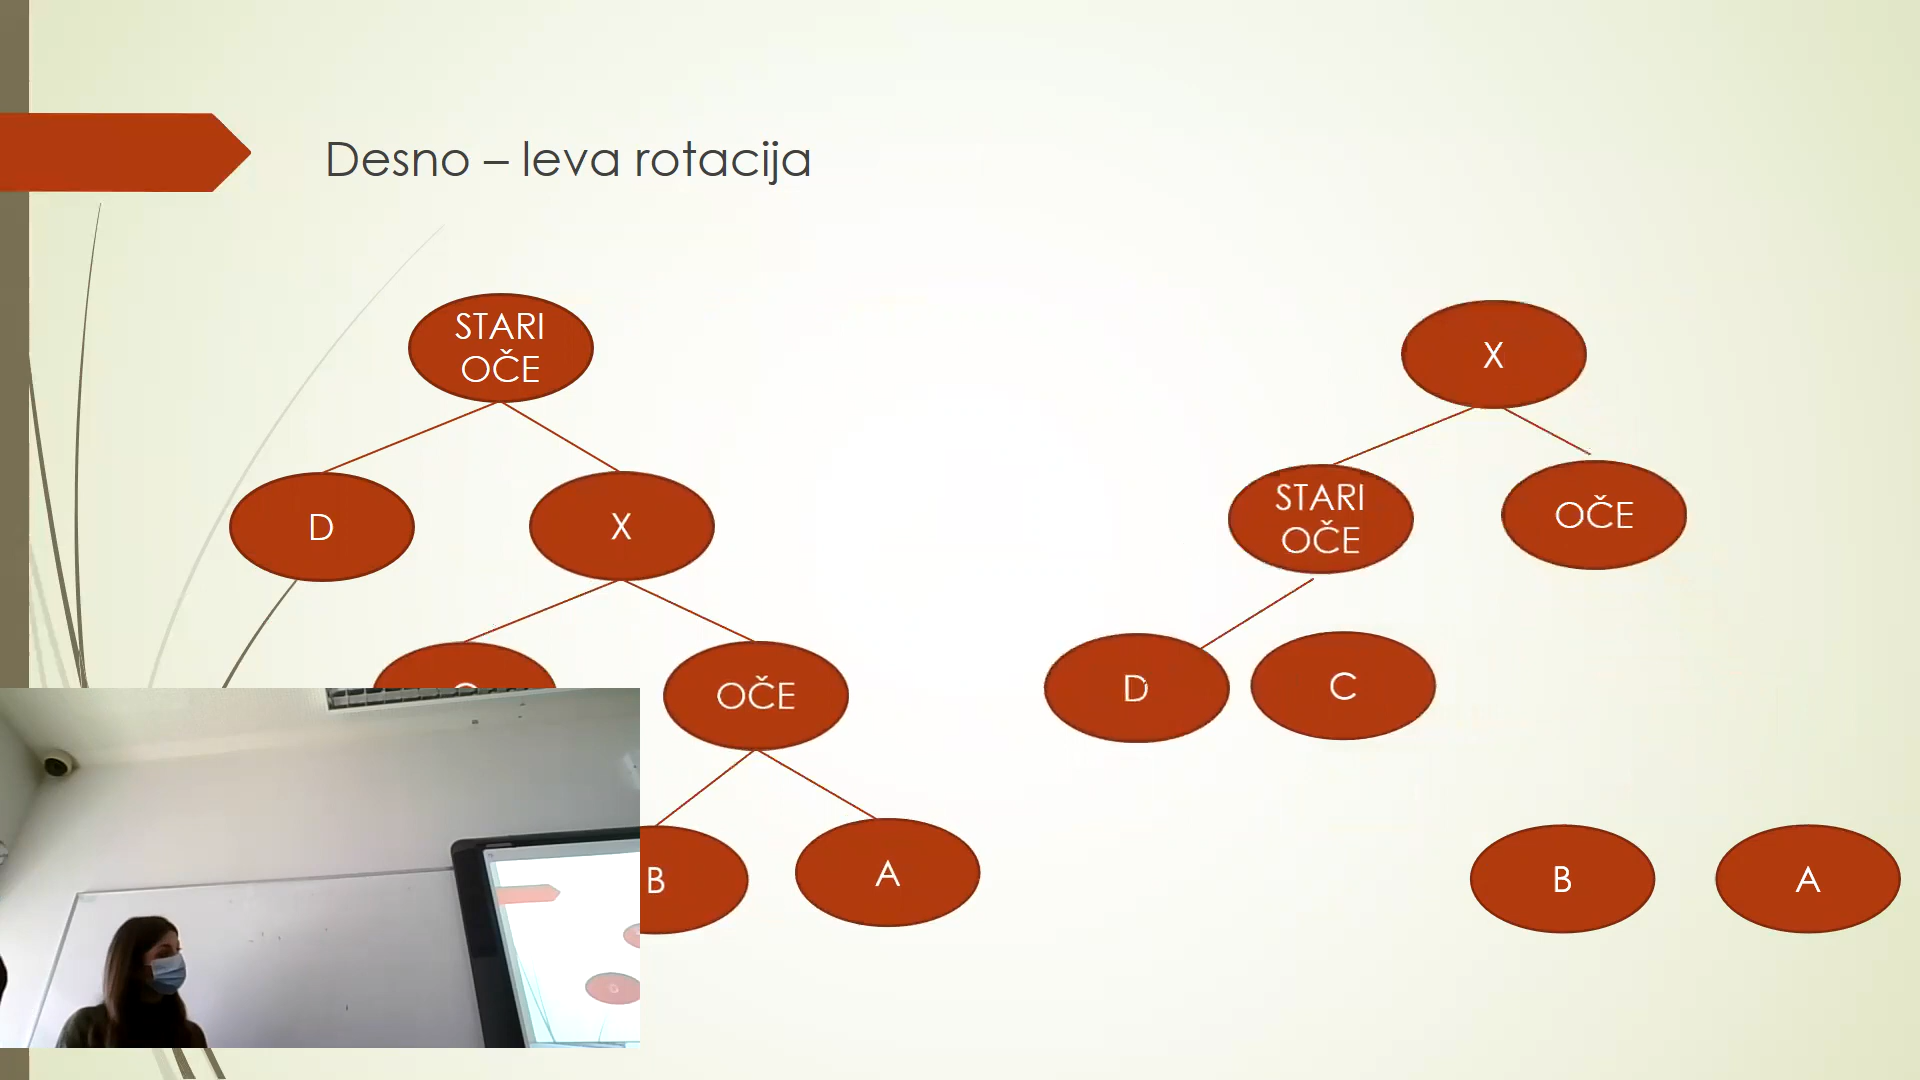 Desno – leva rotacija
STARI
OČE
D
X
OČE
B
A
X
STARI
OČE
OČE
D
C
B
A